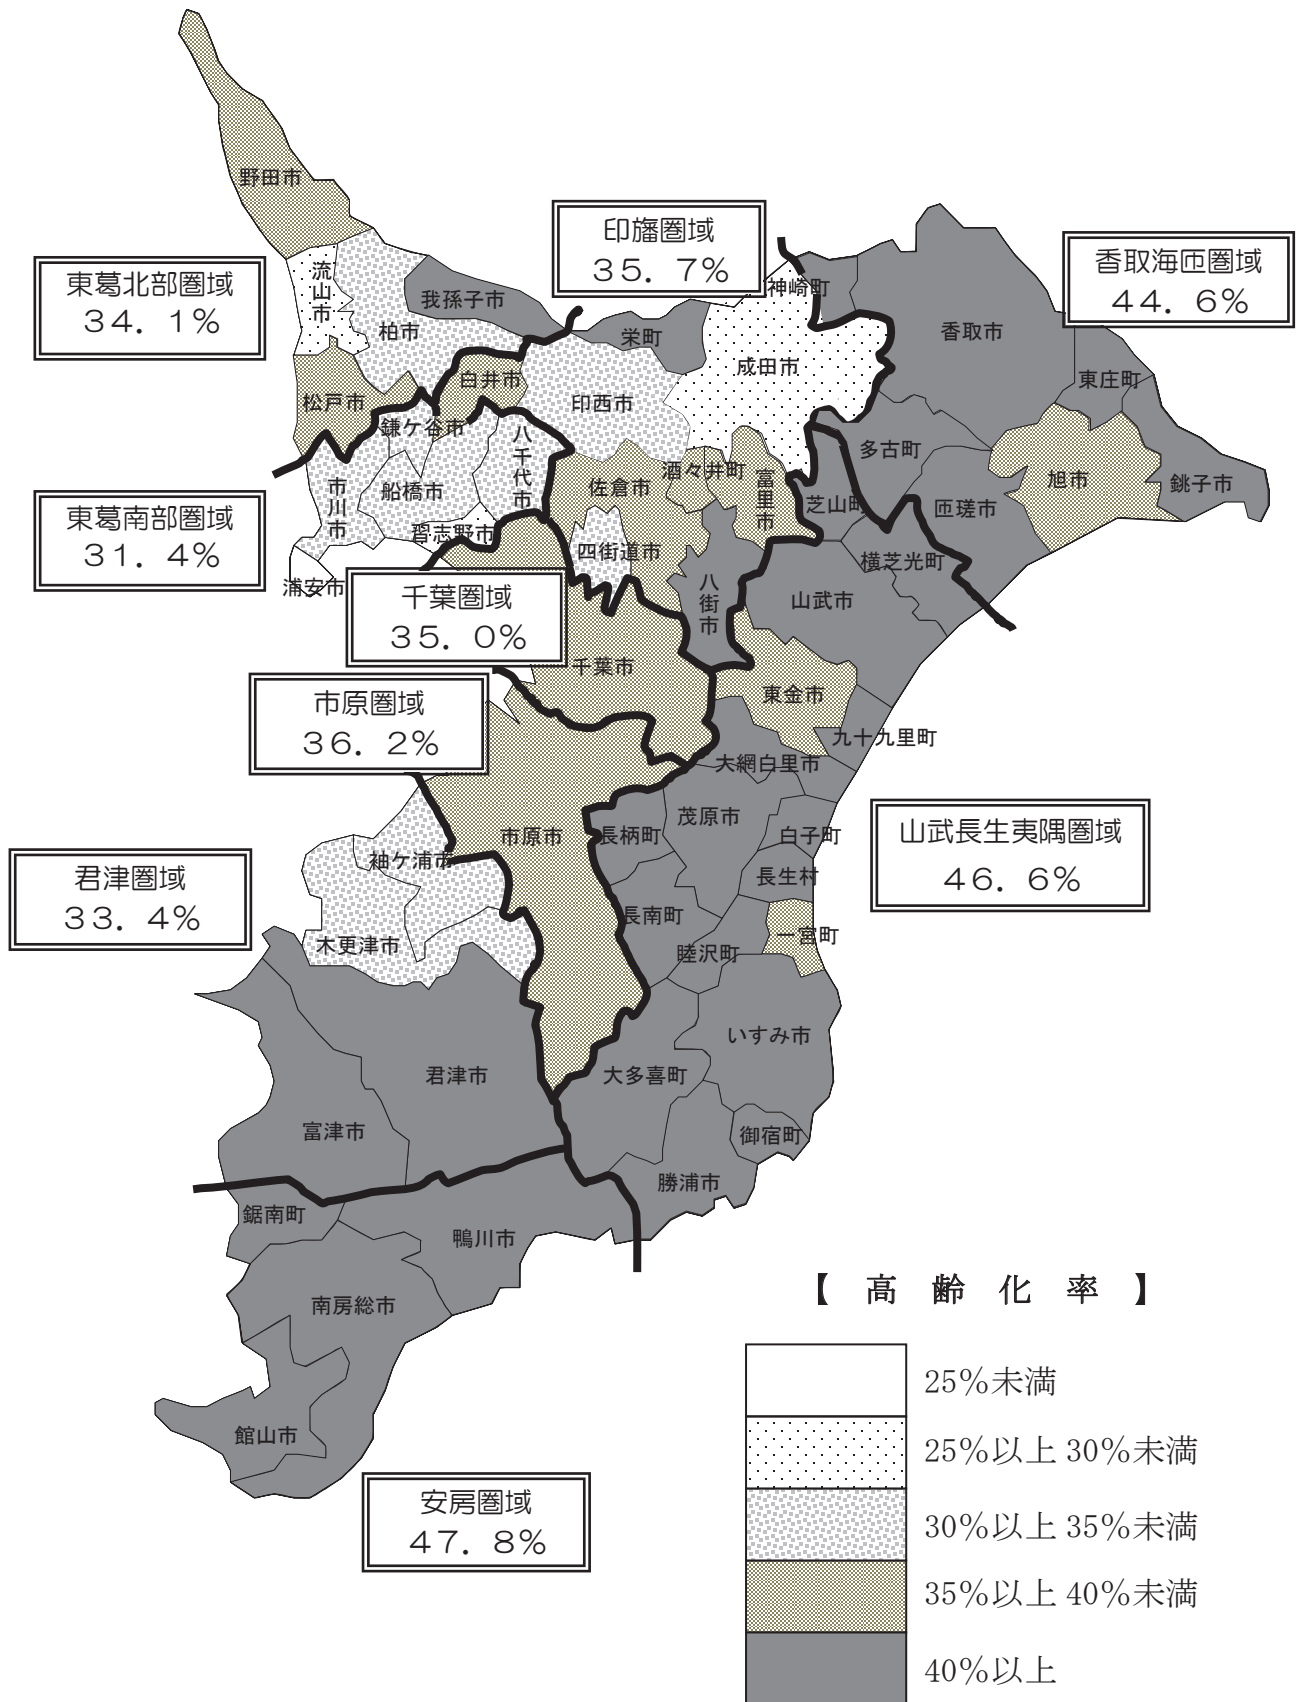 野田市
印旛圏域
35.7%
香取海匝圏域
44.6%
東葛北部圏域
34.1%
流山市
我孫子市
神崎町
柏市
栄町
香取市
成田市
東庄町
白井市
松戸市
印西市
鎌ケ谷市
八千代市
多古町
酒々井町
富里市
旭市
銚子市
佐倉市
船橋市
市川市
東葛南部圏域
31.4%
芝山町
匝瑳市
習志野市
四街道市
横芝光町
浦安市
八街市
山武市
千葉圏域
35.0%
千葉市
東金市
市原圏域
36.2%
九十九里町
大網白里市
茂原市
市原市
長柄町
白子町
山武長生夷隅圏域
46.6%
袖ケ浦市
長生村
君津圏域
33.4%
長南町
一宮町
木更津市
睦沢町
いすみ市
君津市
大多喜町
富津市
御宿町
勝浦市
鋸南町
鴨川市
南房総市
館山市
安房圏域
47.8%
【 高 齢 化 率 】
25%未満
25%以上 30%未満
30%以上 35%未満
35%以上 40%未満
40%以上